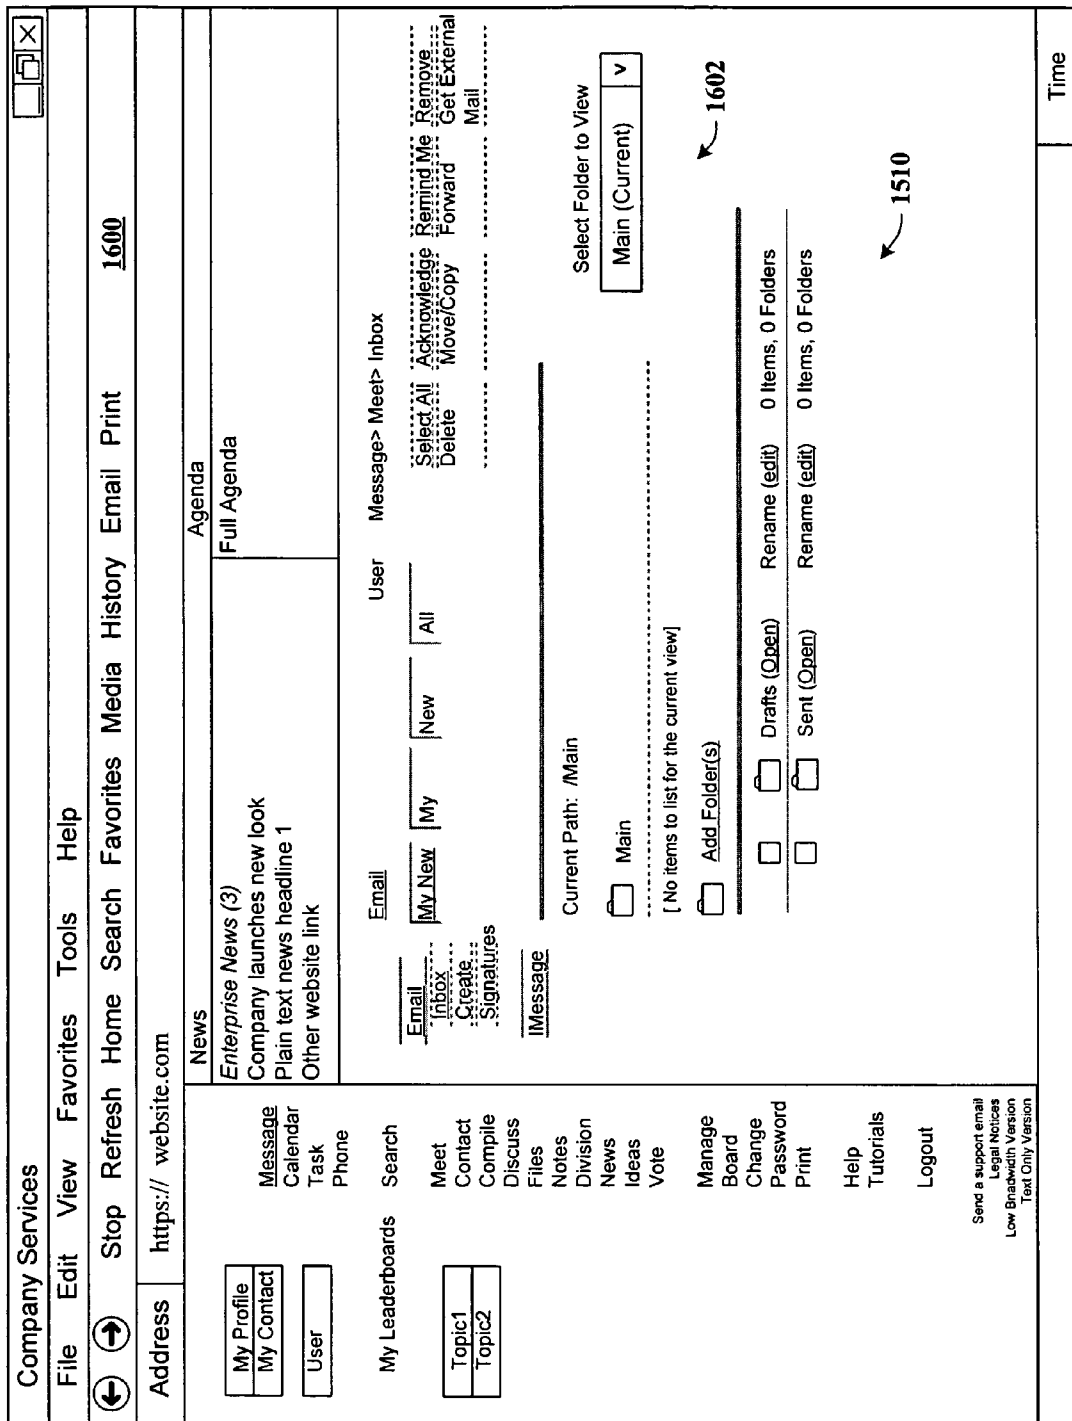 Company Services
File Edit View Favorites Tools Help
Stop Refresh Home Search Favorites Media History Email Print 1600
Address https:// website.com
News Agenda
Enterprise News (3) Full Agenda
Company launches new look
Plain text news headline 1
Other website link
My Profile
My Contact
User
My Leaderboards
Topic1
Topic2
Message
Calendar
Task
Phone
Search
Meet
Contact
Compile
Discuss
Files
Notes
Division
News
Ideas
Vote
Manage
Board
Change
Password
Print
Help
Tutorials
Logout
Send a support email
Legal Notices
Low Bnadwidth Version
Text Only Version
Email User Message> Meet> Inbox
Email
Inbox
Create
Signatures
IMessage
My New My New All
Select All Acknowledge Remind Me Remove
Delete Move/Copy Forward Get External
Mail
Current Path: /Main
Select Folder to View
Main (Current) v
Main
[ No items to list for the current view]
Add Folder(s)
1602
Drafts (Open) Rename (edit) 0 Items, 0 Folders
Sent (Open) Rename (edit) 0 Items, 0 Folders
1510
Time